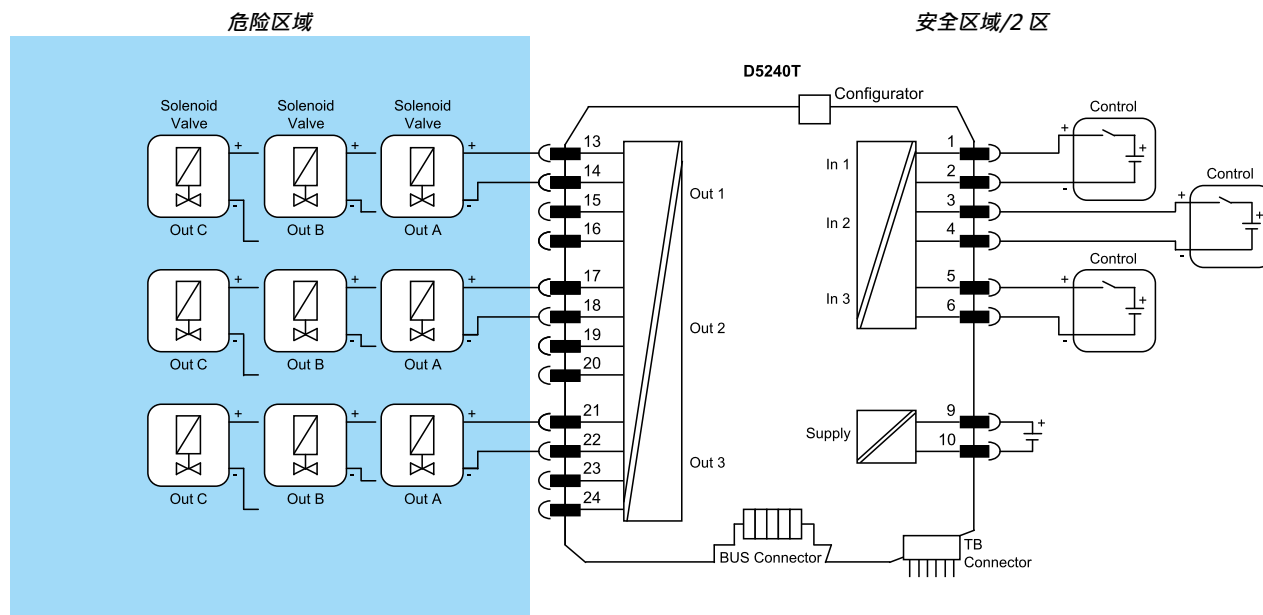 危险区域
安全区域/2 区
D5240T
Configurator
Solenoid
Valve
+
-
Out C
Solenoid
Valve
+
-
Out B
Solenoid
Valve
+
-
Out A
+
-
Out C
+
-
Out B
+
-
Out A
+
-
Out C
+
-
Out B
+
-
Out A
13
14
15
16
Out 1
17
18
19
20
Out 2
21
22
23
24
Out 3
In 1
1
2
In 2
3
4
In 3
5
6
Control
+
-
+
Control
+
-
+
Control
+
-
+
Supply
9
10
+
BUS Connector
TB
Connector